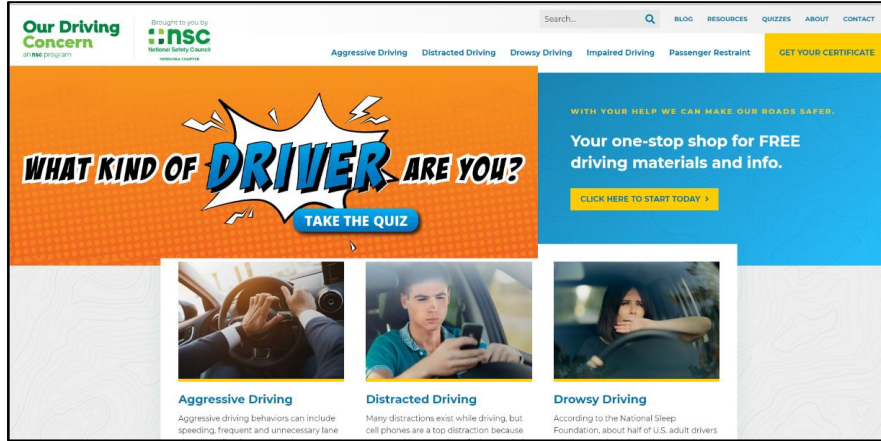 Our Driving
Concern
an nsc program
Brought to you by
nsc
National Safety Council
NEBRASKA CHAPTER
Search...
BLOG RESOURCES QUIZZES ABOUT CONTACT
Aggressive Driving Distracted Driving Drowsy Driving Impaired Driving Passenger Restraint GET YOUR CERTIFICATE
WHAT KIND OF DRIVER ARE YOU?
TAKE THE QUIZ
WITH YOUR HELP WE CAN MAKE OUR ROADS SAFER.
Your one-stop shop for FREE
driving materials and info.
CLICK HERE TO START TODAY >
Aggressive Driving
Aggressive driving behaviors can include
speeding, frequent and unnecessary lane
Distracted Driving
Many distractions exist while driving, but
cell phones are a top distraction because
Drowsy Driving
According to the National Sleep
Foundation, about half of U.S. adult drivers